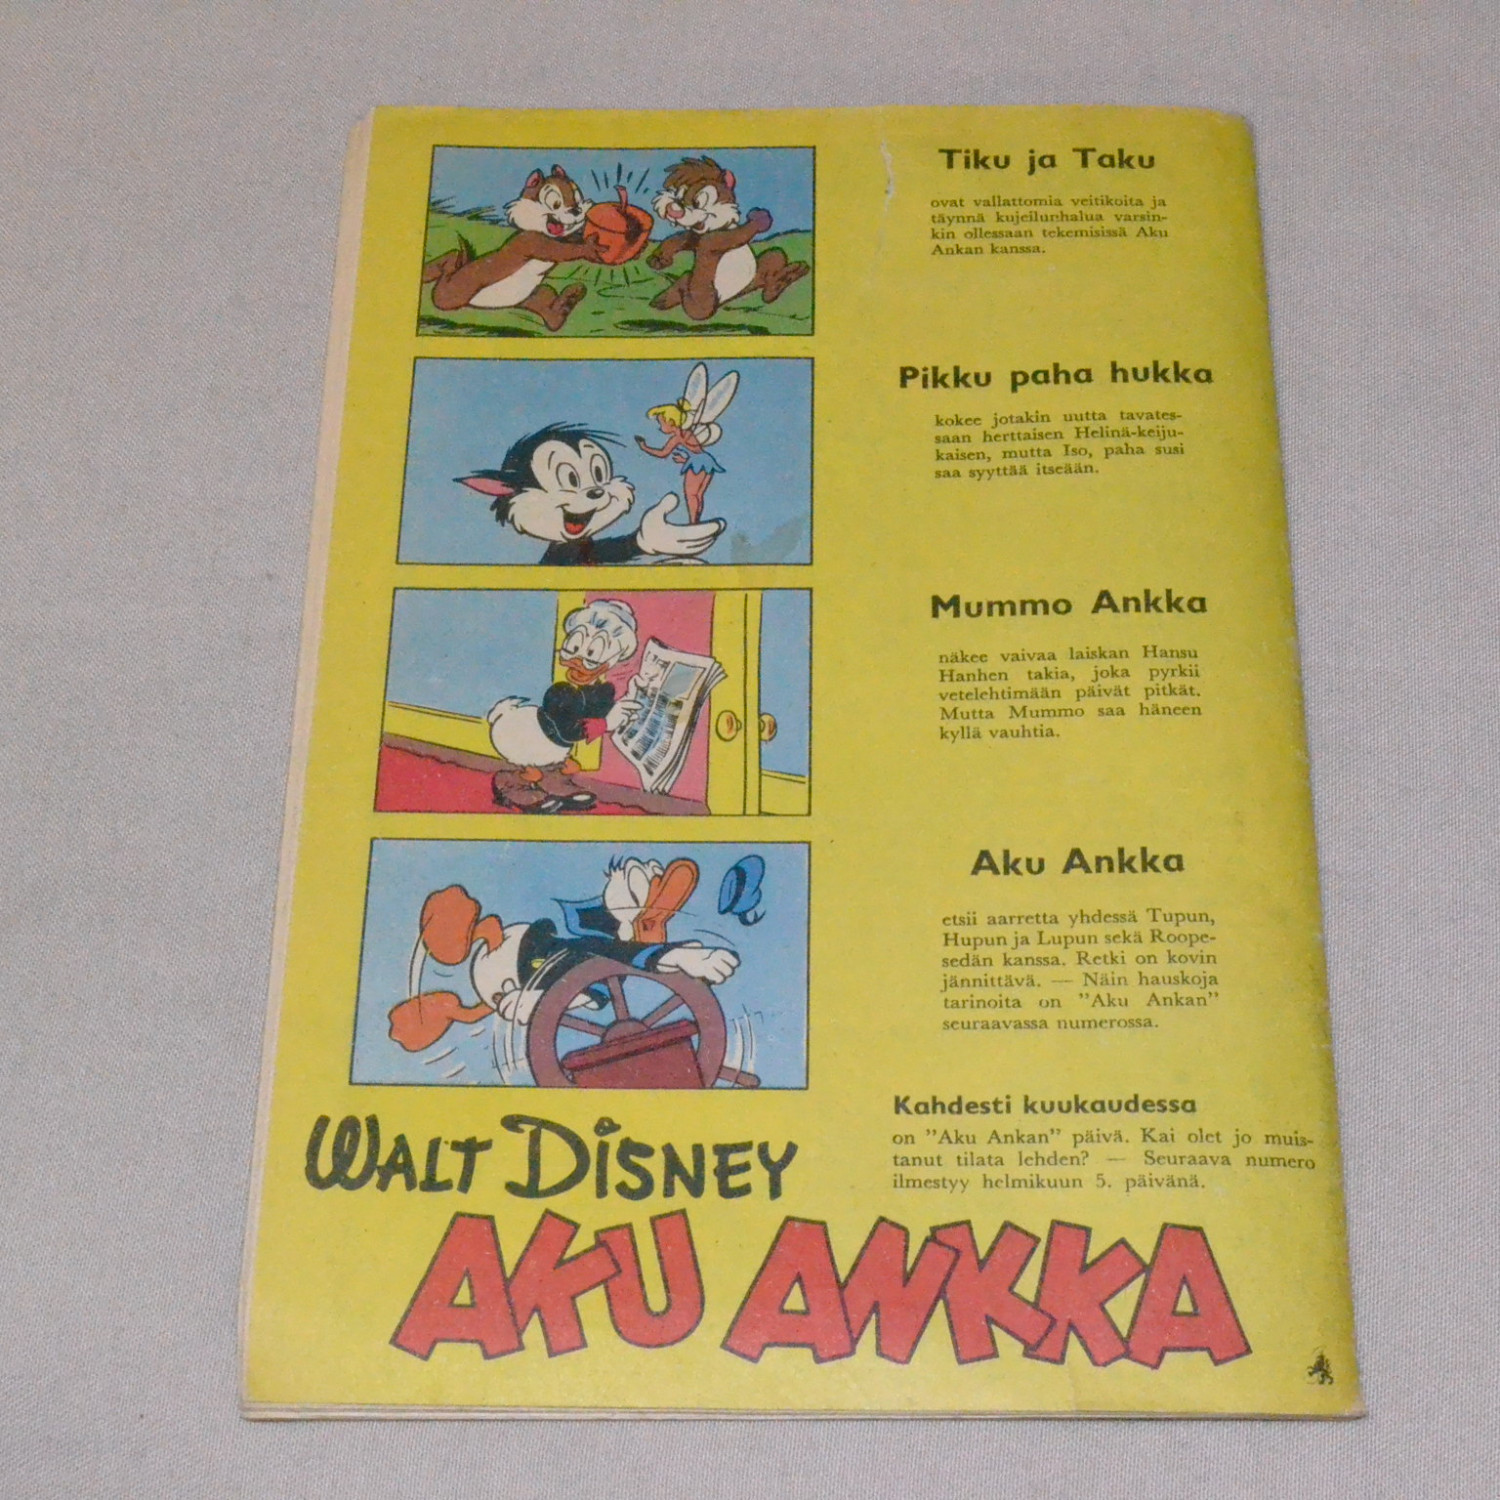 Tiku ja Taku
ovat vallattomia veitikoita ja
täynnä kujeilunhalua varsin-
kin ollessaan tekemisissä Aku
Ankan kanssa.
Pikku paha hukka
kokee jotakin uutta tavates-
saan herttaisen Helinä-keiju-
kaisen, mutta Iso, paha susi
saa syyttää itseään.
Mummo Ankka
näkee vaivaa laiskan Hansu
Hanhen takia, joka pyrkii
vetelehtimään päivät pitkät.
Mutta Mummo saa häneen
kyllä vauhtia.
Aku Ankka
etsii aarretta yhdessä Tupun,
Hupun ja Lupun sekä Roope-
sedän kanssa. Retki on kovin
jännittävä. — Näin hauskoja
tarinoita on "Aku Ankan"
seuraavassa numerossa.
Kahdesti kuukaudessa
on "Aku Ankan" päivä. Kai olet jo muis-
tanut tilata lehden? — Seuraava numero
ilmestyy helmikuun 5. päivänä.
WALT DISNEY
AKU ANKKA